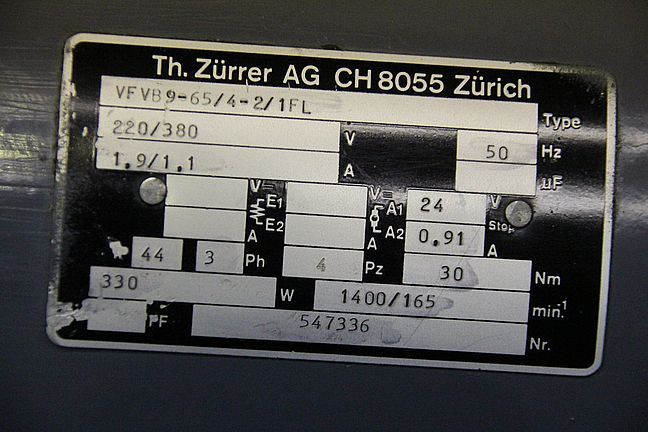 Th. Zürrer AG CH 8055 Zürich
VFVB9-65/4-2/1FL Type
220/380 V 50 Hz
1,9/1,1 A µF
V= E1 V= A1 24 V
E2 A A2 0,91 Stop A
44 3 Ph 4 Pz 30 Nm
330 W 1400/165 min.⁻¹
PF 547336 Nr.